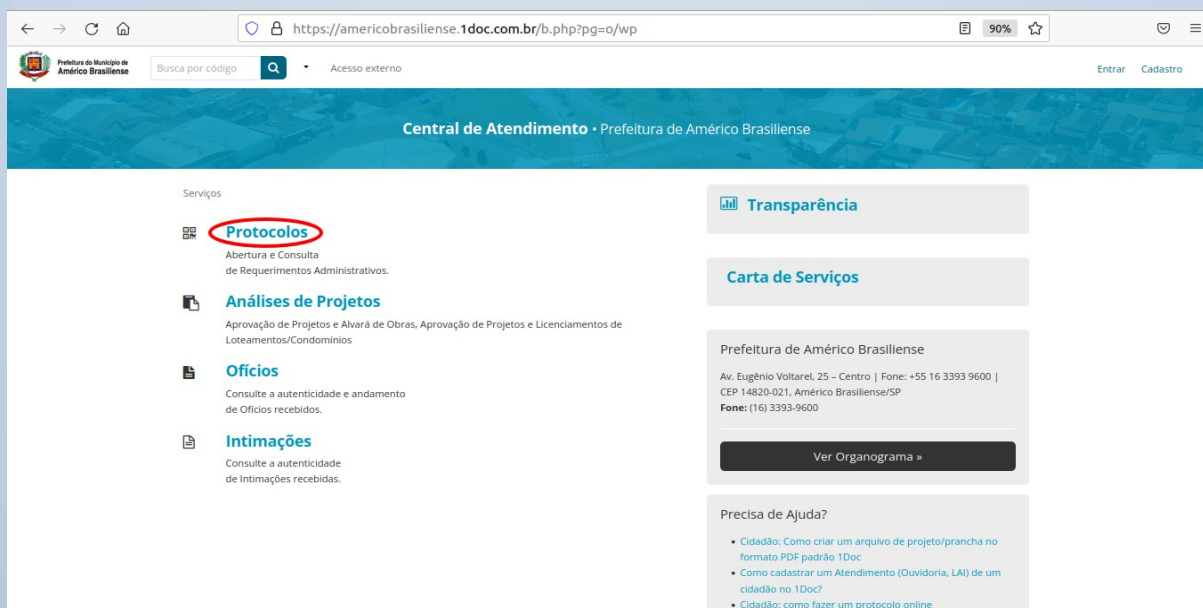 https://americobrasiliense.1doc.com.br/b.php?pg=o/wp
90%
Prefeitura do Município de
Américo Brasiliense
Busca por código
Acesso externo
Entrar
Cadastro
Central de Atendimento • Prefeitura de Américo Brasiliense
Serviços
Protocolos
Abertura e Consulta
de Requerimentos Administrativos.
Análises de Projetos
Aprovação de Projetos e Alvará de Obras, Aprovação de Projetos e Licenciamentos de
Loteamentos/Condomínios
Ofícios
Consulte a autenticidade e andamento
de Ofícios recebidos.
Intimações
Consulte a autenticidade
de Intimações recebidas.
Transparência
Carta de Serviços
Prefeitura de Américo Brasiliense
Av. Eugênio Voltarel, 25 – Centro | Fone: +55 16 3393 9600 |
CEP 14820-021, Américo Brasiliense/SP
Fone: (16) 3393-9600
Ver Organograma »
Precisa de Ajuda?
• Cidadão: Como criar um arquivo de projeto/prancha no
formato PDF padrão 1Doc
• Como cadastrar um Atendimento (Ouvidoria, LAI) de um
cidadão no 1Doc?
• Cidadão: como fazer um protocolo online